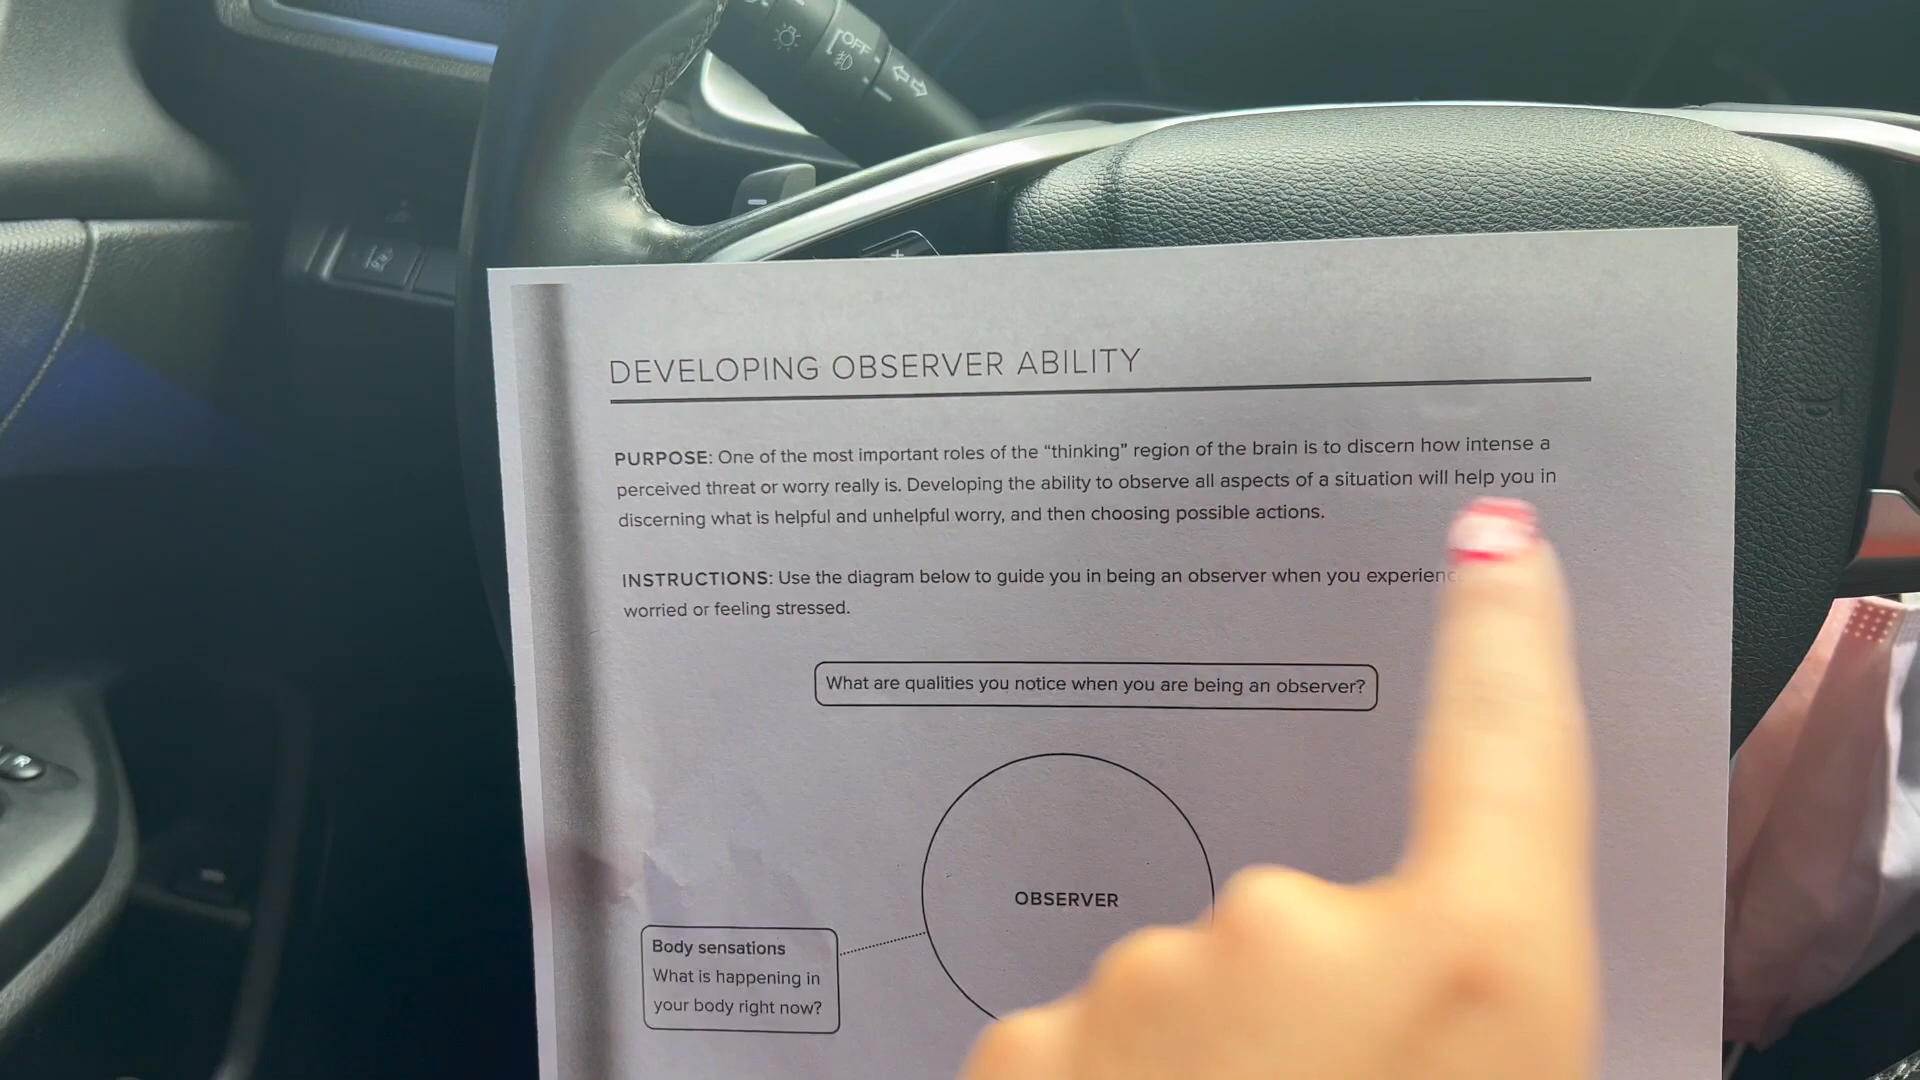 OFF
DEVELOPING OBSERVER ABILITY
PURPOSE: One of the most important roles of the “thinking” region of the brain is to discern how intense a
perceived threat or worry really is. Developing the ability to observe all aspects of a situation will help you in
discerning what is helpful and unhelpful worry, and then choosing possible actions.
INSTRUCTIONS: Use the diagram below to guide you in being an observer when you experienc
worried or feeling stressed.
What are qualities you notice when you are being an observer?
OBSERVER
Body sensations
What is happening in
your body right now?